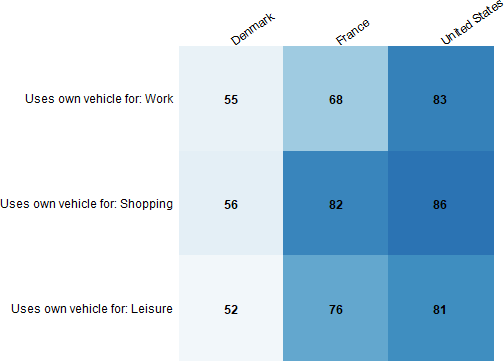 Denmark France United States
Uses own vehicle for: Work 55 68 83
Uses own vehicle for: Shopping 56 82 86
Uses own vehicle for: Leisure 52 76 81